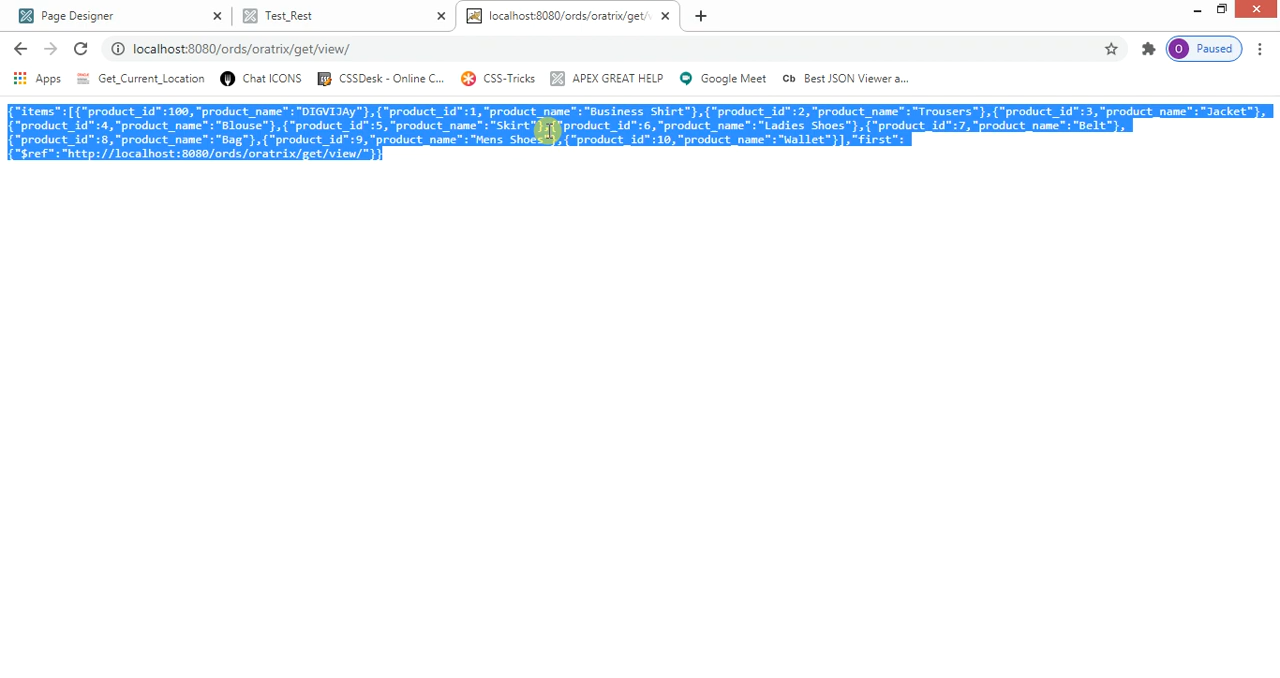 Page Designer
Test_Rest
localhost:8080/ords/oratrix/get/v
localhost:8080/ords/oratrix/get/view/
O Paused
Apps Get_Current_Location Chat ICONS CSSDesk - Online C... CSS-Tricks APEX GREAT HELP Google Meet Cb Best JSON Viewer a...
{"items":[{"product_id":100,"product_name":"DIGVIJAy"},{"product_id":1,"product_name":"Business Shirt"},{"product_id":2,"product_name":"Trousers"},{"product_id":3,"product_name":"Jacket"},
{"product_id":4,"product_name":"Blouse"},{"product_id":5,"product_name":"Skirt"},{"product_id":6,"product_name":"Ladies Shoes"},{"product_id":7,"product_name":"Belt"},
{"product_id":8,"product_name":"Bag"},{"product_id":9,"product_name":"Mens Shoes"},{"product_id":10,"product_name":"Wallet"}],"first":
{"$ref":"http://localhost:8080/ords/oratrix/get/view/"}}